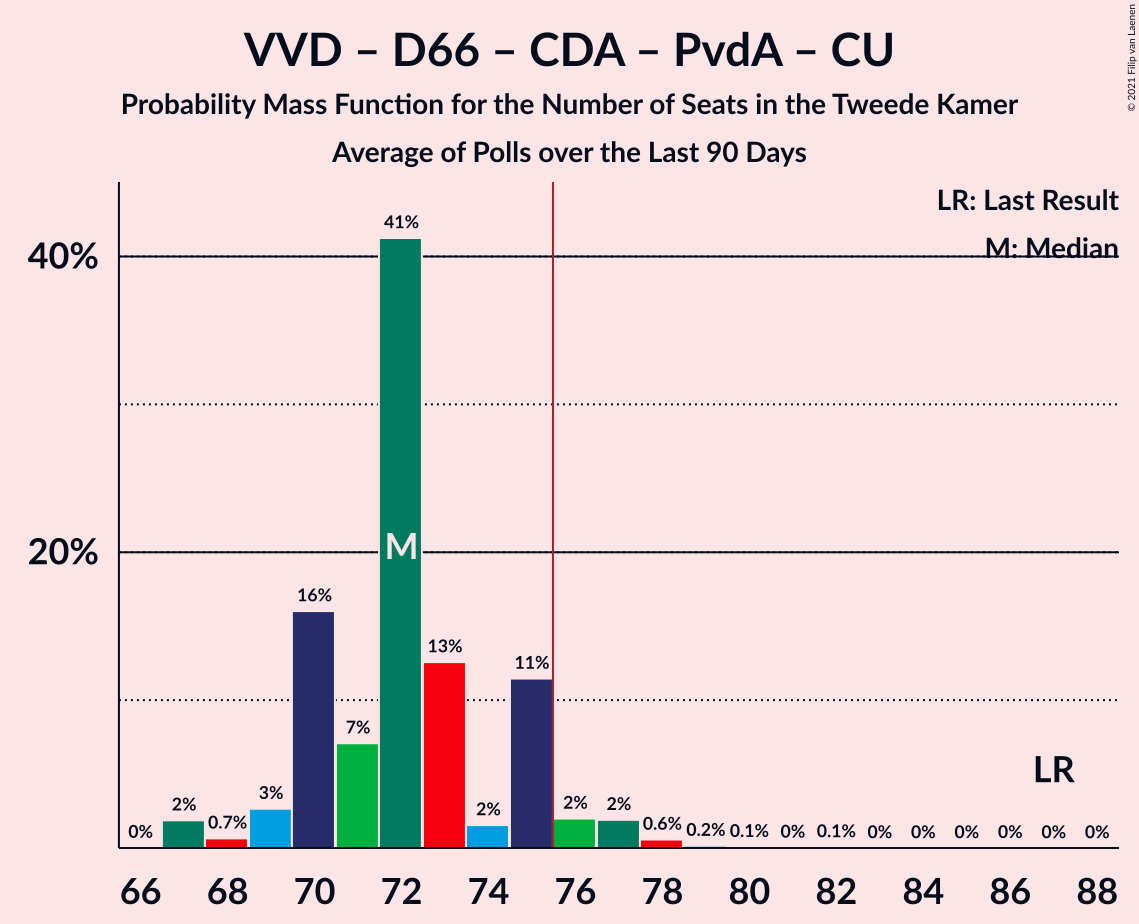 VVD – D66 – CDA – PvdA – CU
Probability Mass Function for the Number of Seats in the Tweede Kamer
Average of Polls over the Last 90 Days
© 2021 Filip van Laenen
LR: Last Result
M: Median
40%
20%
0%
2%
0.7%
3%
16%
7%
41%
M
13%
2%
11%
2%
2%
0.6%
0.2%
0.1%
0%
0.1%
0%
0%
0%
0%
0%
0%
LR
66 68 70 72 74 76 78 80 82 84 86 88